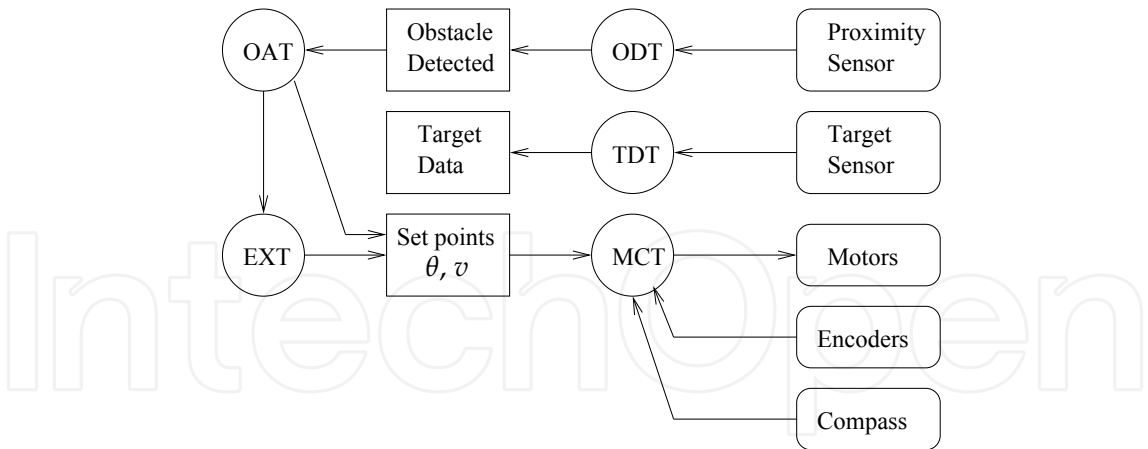 OAT
Obstacle
Detected
ODT
Proximity
Sensor
Target
Data
TDT
Target
Sensor
EXT
Set points
θ, v
MCT
Motors
Encoders
Compass
IntechOpen